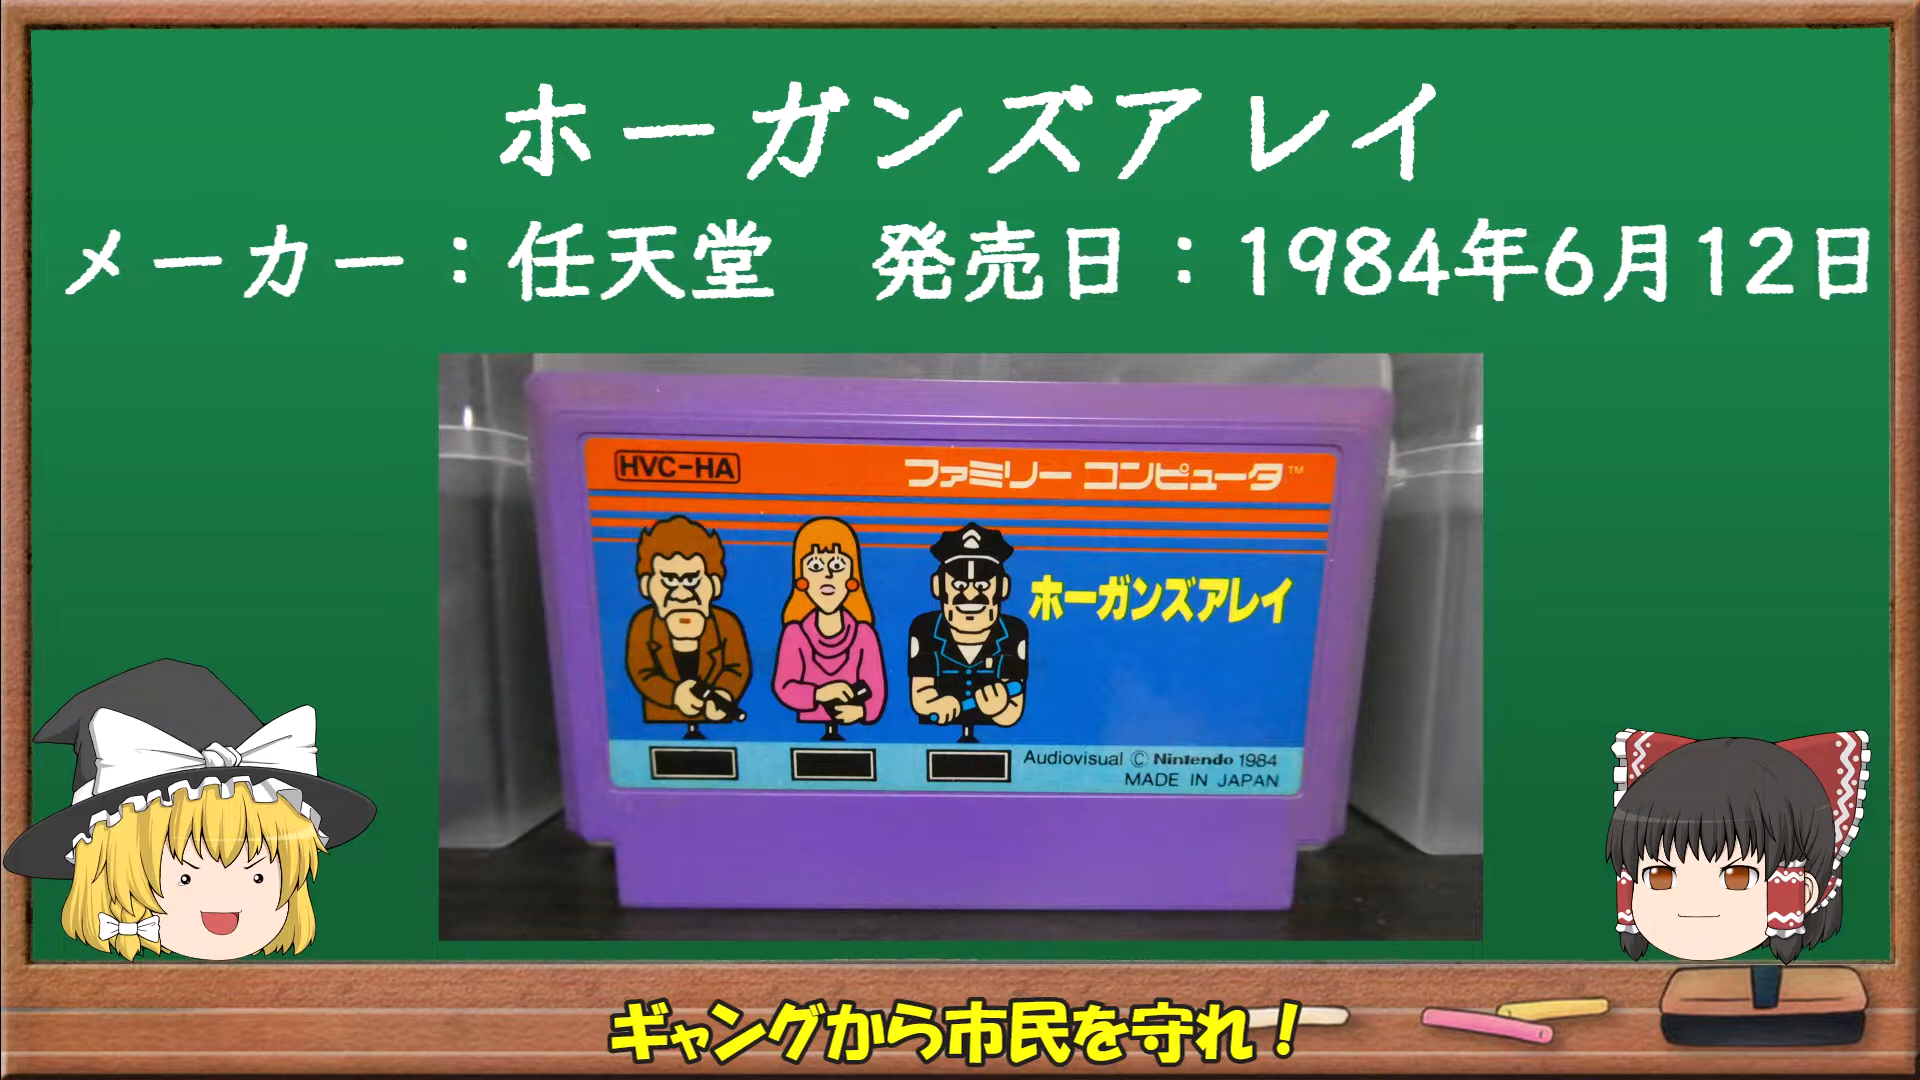 ホーガンズアレイ
メーカー：任天堂　発売日：1984年6月12日
HVC-HA
ファミリー コンピュータ™
ホーガンズアレイ
Audiovisual © Nintendo 1984
MADE IN JAPAN
ギャングから市民を守れ！